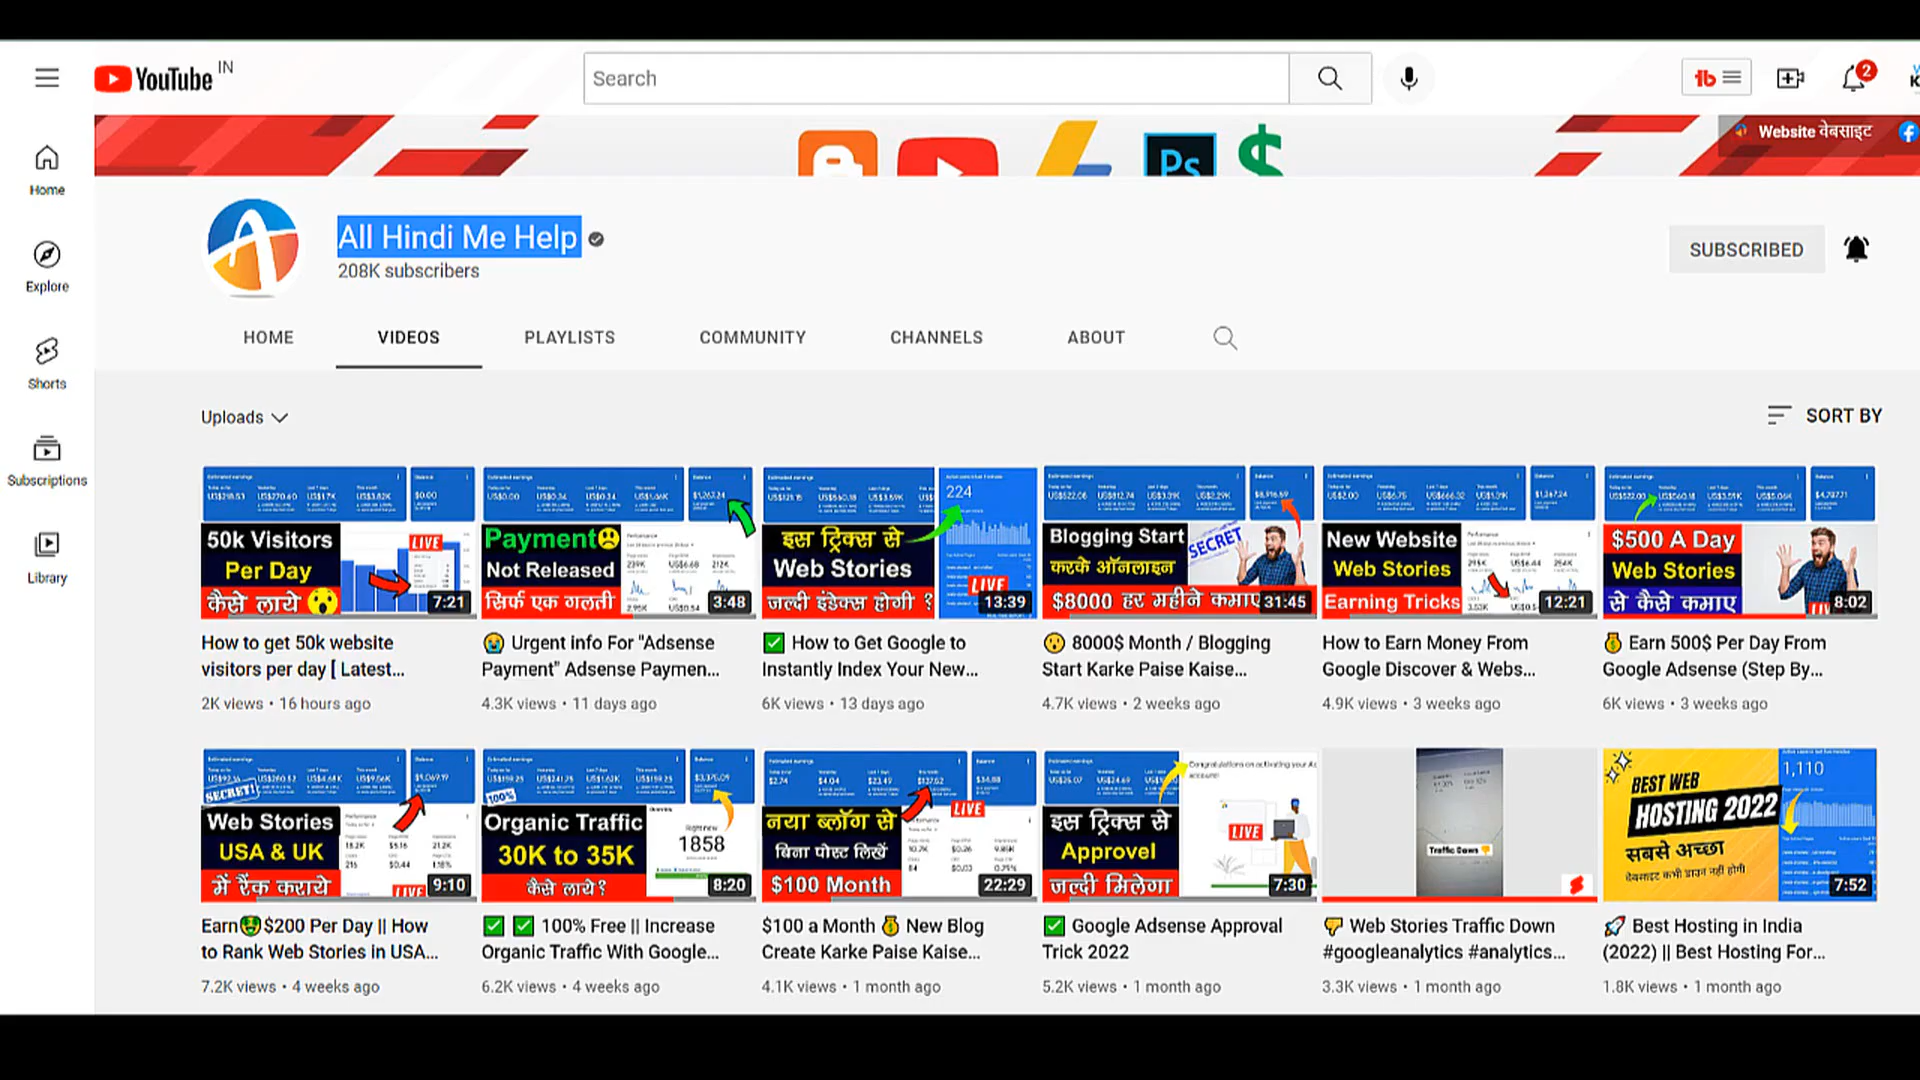 YouTube IN
Search
2
Home
Explore
Shorts
Subscriptions
Library
Ps
$
Website वेबसाइट
All Hindi Me Help
208K subscribers
SUBSCRIBED
HOME
VIDEOS
PLAYLISTS
COMMUNITY
CHANNELS
ABOUT
Uploads
SORT BY
50k Visitors
Per Day
कैसे लाये
LIVE
7:21
How to get 50k website
visitors per day [ Latest...
2K views • 16 hours ago
Payment
Not Released
सिर्फ एक गलती
3:48
😭 Urgent info For "Adsense
Payment" Adsense Paymen...
4.3K views • 11 days ago
224
इस ट्रिक्स से
Web Stories
जल्दी इंडेक्स होगी ?
LIVE
13:39
✅ How to Get Google to
Instantly Index Your New...
6K views • 13 days ago
Blogging Start
करके ऑनलाइन
$8000 हर महीने कमाए
SECRET
31:45
😮 8000$ Month / Blogging
Start Karke Paise Kaise...
4.7K views • 2 weeks ago
New Website
Web Stories
Earning Tricks
12:21
How to Earn Money From
Google Discover & Webs...
4.9K views • 3 weeks ago
$500 A Day
Web Stories
से कैसे कमाए
8:02
💰 Earn 500$ Per Day From
Google Adsense (Step By...
6K views • 3 weeks ago
SECRET!
Web Stories
USA & UK
में रैंक कराये
LIVE
9:10
Earn🤑$200 Per Day || How
to Rank Web Stories in USA...
7.2K views • 4 weeks ago
100%
Organic Traffic
30K to 35K
कैसे लाये?
Right now
1858
8:20
✅ ✅ 100% Free || Increase
Organic Traffic With Google...
6.2K views • 4 weeks ago
नया ब्लॉग से
बिना पोस्ट लिखें
$100 Month
LIVE
22:29
$100 a Month 💰 New Blog
Create Karke Paise Kaise...
4.1K views • 1 month ago
इस ट्रिक्स से
Approvel
जल्दी मिलेगा
LIVE
7:30
✅ Google Adsense Approval
Trick 2022
5.2K views • 1 month ago
Traffic Down 👎
👎 Web Stories Traffic Down
#googleanalytics #analytics...
3.3K views • 1 month ago
BEST WEB
HOSTING 2022
सबसे अच्छा
वेबसाइट कभी डाउन नहीं होगी
1,110
7:52
🚀 Best Hosting in India
(2022) || Best Hosting For...
1.8K views • 1 month ago